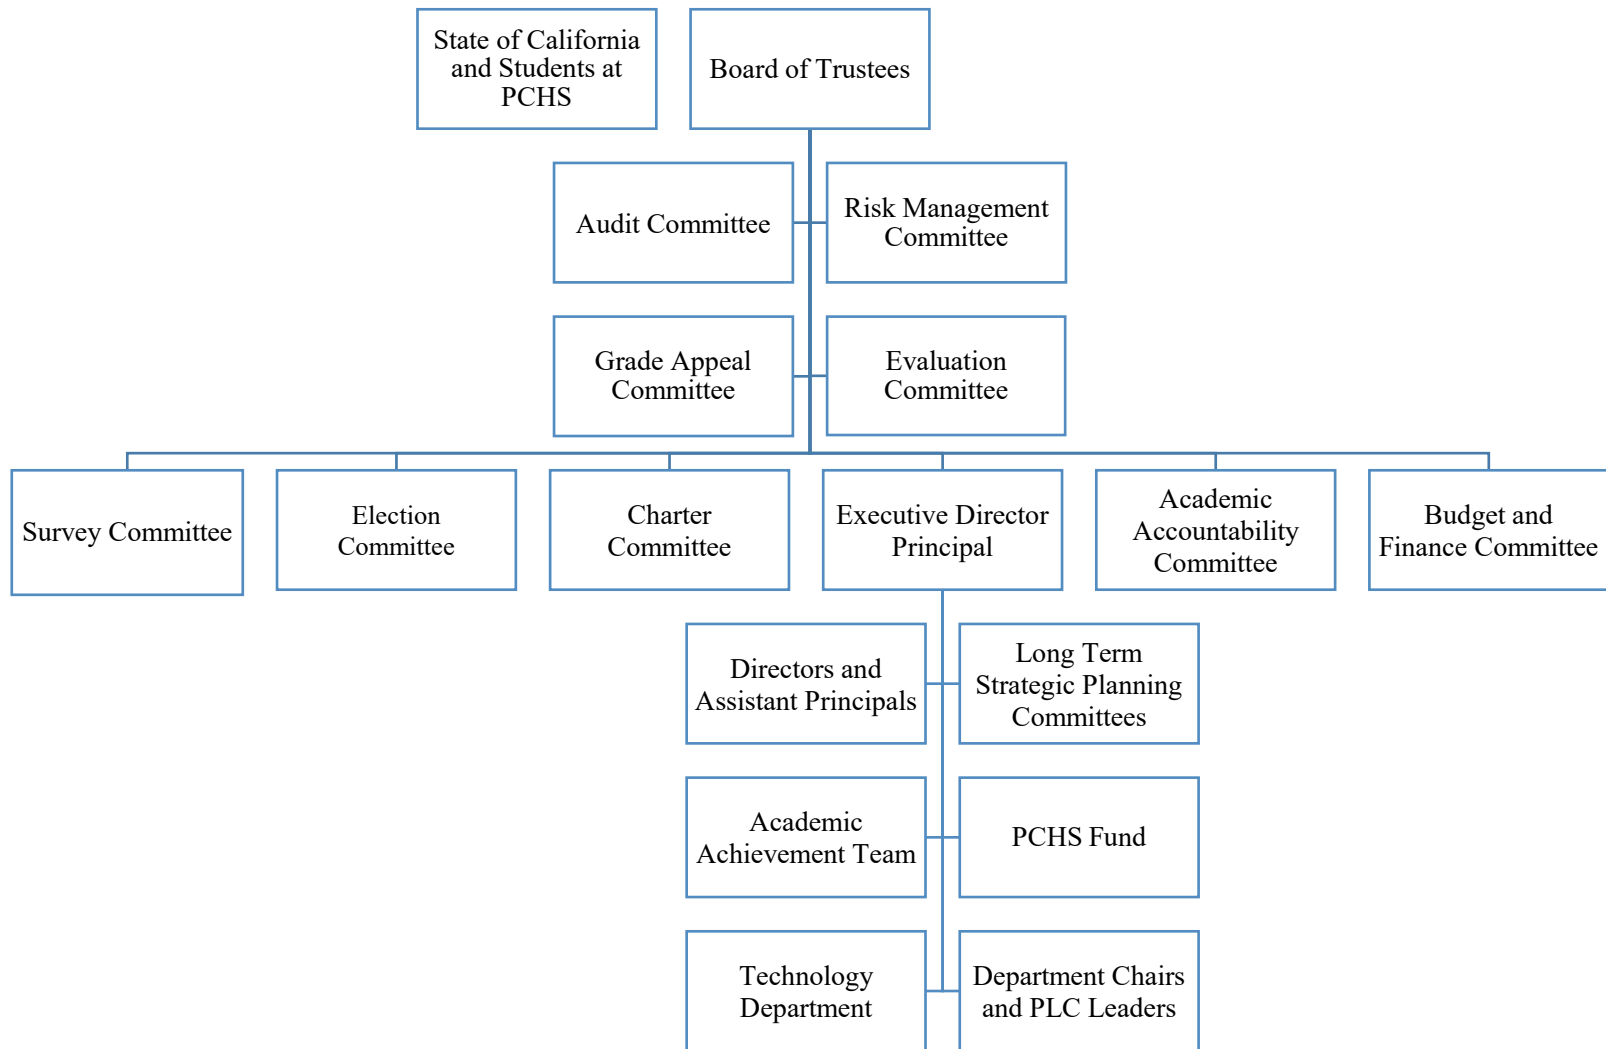 State of California
and Students at
PCHS
Board of Trustees
Audit Committee
Risk Management
Committee
Grade Appeal
Committee
Evaluation
Committee
Survey Committee
Election
Committee
Charter
Committee
Executive Director
Principal
Academic
Accountability
Committee
Budget and
Finance Committee
Directors and
Assistant Principals
Long Term
Strategic Planning
Committees
Academic
Achievement Team
PCHS Fund
Technology
Department
Department Chairs
and PLC Leaders